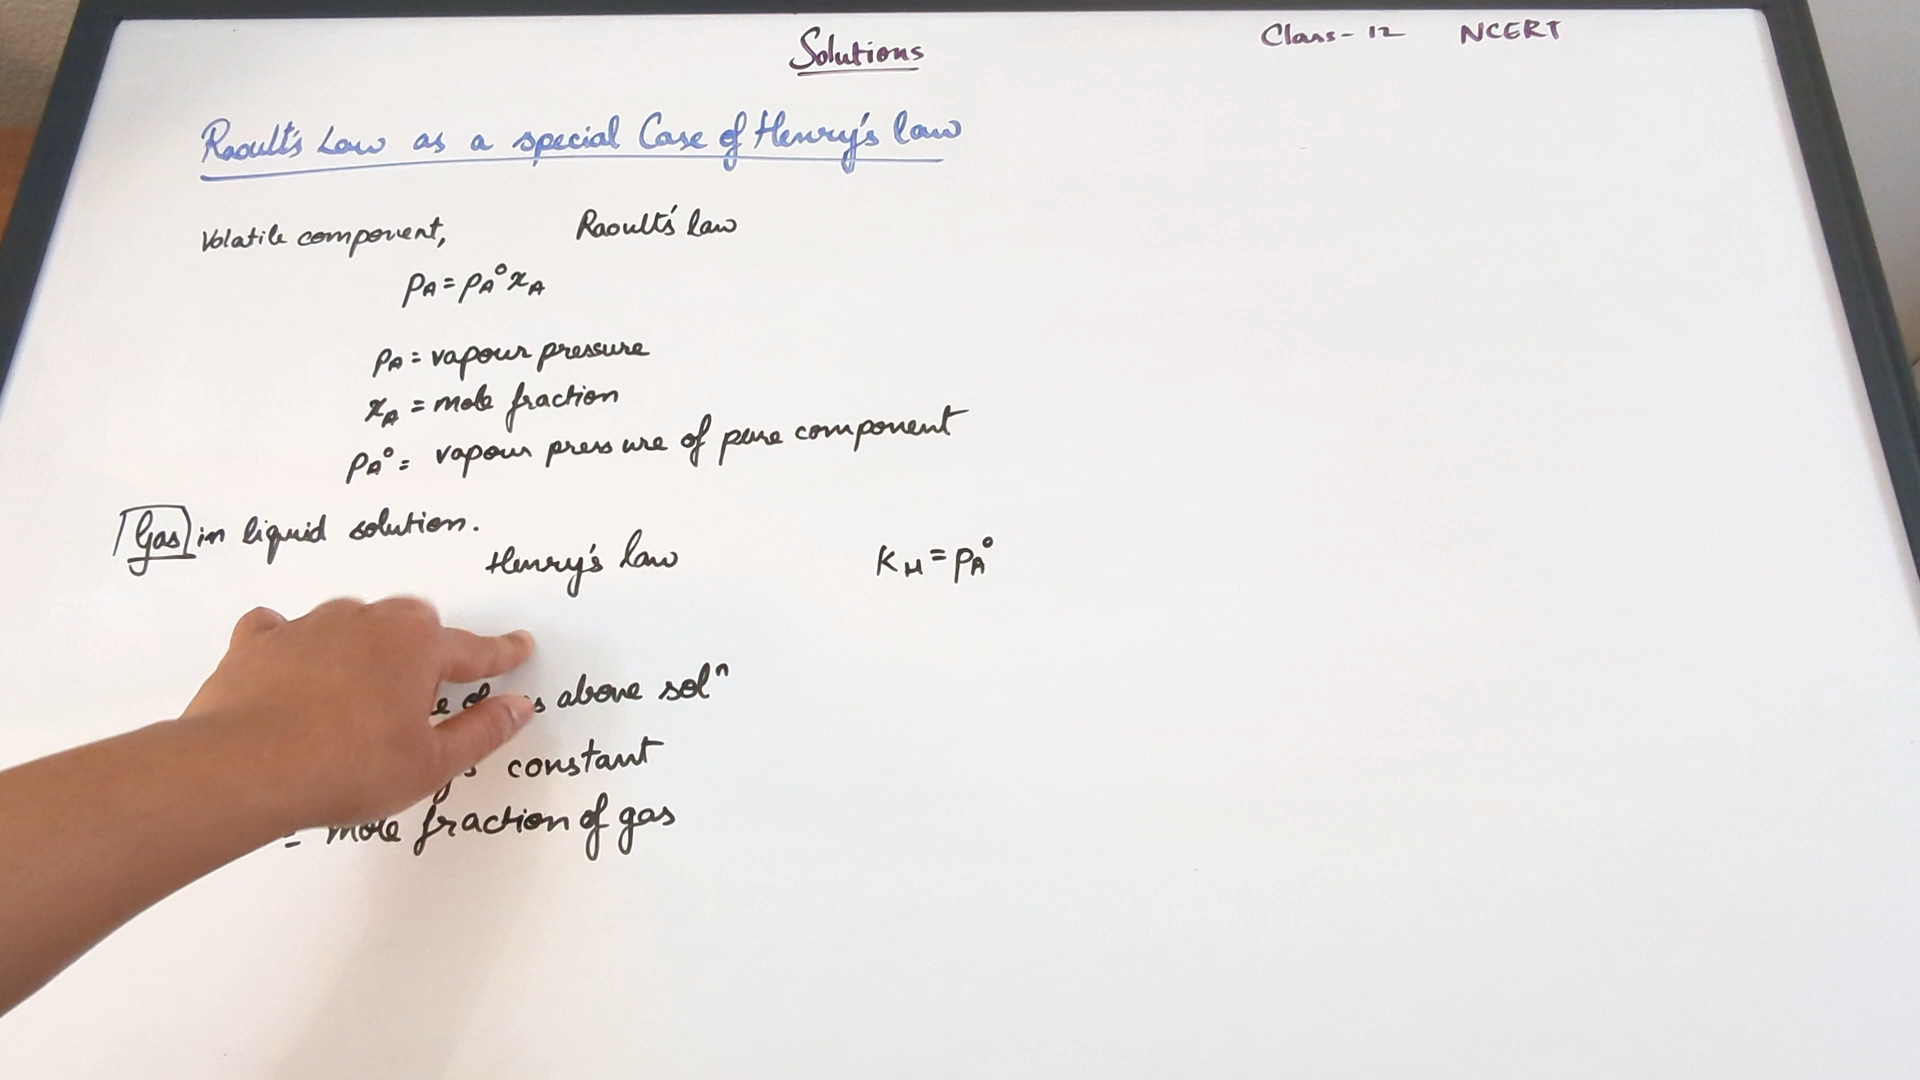 Solutions
Class-12 NCERT
Raoult's Law as a special Case of Henry's law
Volatile component, Raoult's law
pA = pA° xA
pA = vapour pressure
xA = mole fraction
pA° = vapour pressure of pure component
Gas in liquid solution.
Henry's law KH = pA°
above solⁿ
constant
= mole fraction of gas